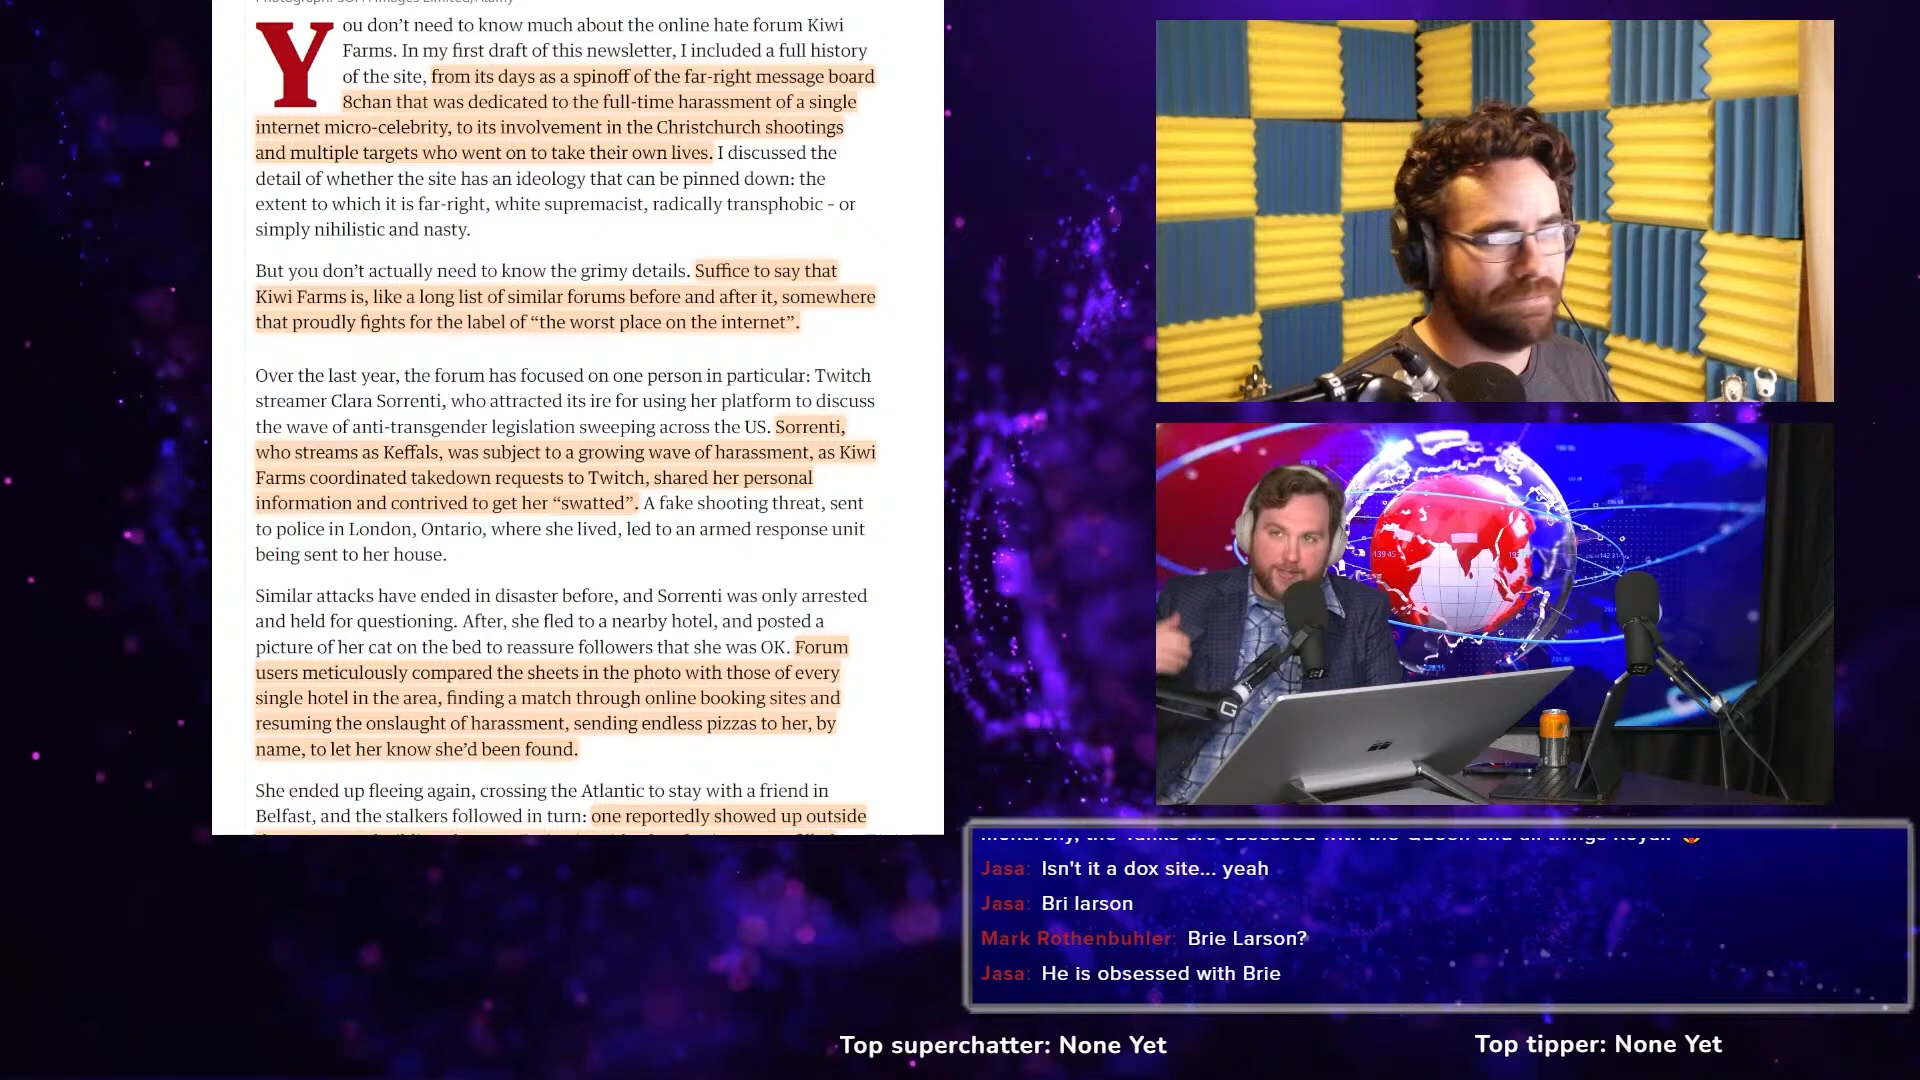 You don’t need to know much about the online hate forum Kiwi
Farms. In my first draft of this newsletter, I included a full history
of the site, from its days as a spinoff of the far-right message board
8chan that was dedicated to the full-time harassment of a single
internet micro-celebrity, to its involvement in the Christchurch shootings
and multiple targets who went on to take their own lives. I discussed the
detail of whether the site has an ideology that can be pinned down: the
extent to which it is far-right, white supremacist, radically transphobic – or
simply nihilistic and nasty.
But you don’t actually need to know the grimy details. Suffice to say that
Kiwi Farms is, like a long list of similar forums before and after it, somewhere
that proudly fights for the label of “the worst place on the internet”.
Over the last year, the forum has focused on one person in particular: Twitch
streamer Clara Sorrenti, who attracted its ire for using her platform to discuss
the wave of anti-transgender legislation sweeping across the US. Sorrenti,
who streams as Keffals, was subject to a growing wave of harassment, as Kiwi
Farms coordinated takedown requests to Twitch, shared her personal
information and contrived to get her “swatted”. A fake shooting threat, sent
to police in London, Ontario, where she lived, led to an armed response unit
being sent to her house.
Similar attacks have ended in disaster before, and Sorrenti was only arrested
and held for questioning. After, she fled to a nearby hotel, and posted a
picture of her cat on the bed to reassure followers that she was OK. Forum
users meticulously compared the sheets in the photo with those of every
single hotel in the area, finding a match through online booking sites and
resuming the onslaught of harassment, sending endless pizzas to her, by
name, to let her know she’d been found.
She ended up fleeing again, crossing the Atlantic to stay with a friend in
Belfast, and the stalkers followed in turn: one reportedly showed up outside
monarchy, the Yanks are obsessed with the Queen and all things Royal.
Jasa: Isn't it a dox site... yeah
Jasa: Bri larson
Mark Rothenbuhler: Brie Larson?
Jasa: He is obsessed with Brie
Top superchatter: None Yet
Top tipper: None Yet